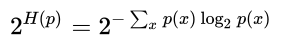 2^{H(p)} = 2^{-\sum_x p(x) \log_2 p(x)}